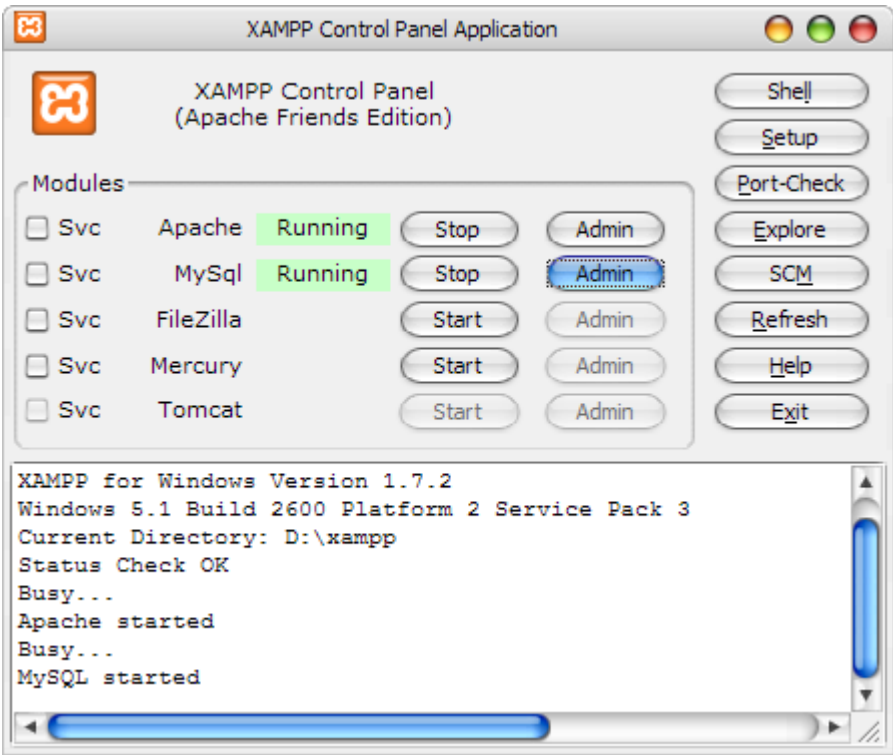 XAMPP Control Panel Application
XAMPP Control Panel
(Apache Friends Edition)
Shell
Setup
Port-Check
Explore
SCM
Refresh
Help
Exit
Modules
Svc Apache Running Stop Admin
Svc MySql Running Stop Admin
Svc FileZilla Start Admin
Svc Mercury Start Admin
Svc Tomcat Start Admin
XAMPP for Windows Version 1.7.2
Windows 5.1 Build 2600 Platform 2 Service Pack 3
Current Directory: D:\xampp
Status Check OK
Busy...
Apache started
Busy...
MySQL started